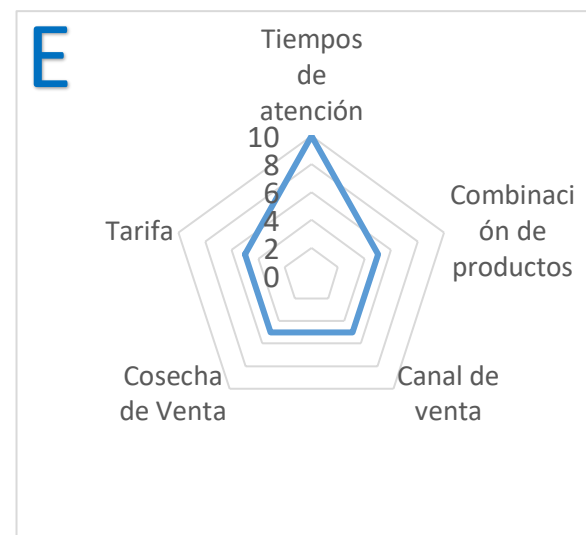 E
Tiempos
de
atención
10
8
6
4
2
0
Combinaci
ón de
productos
Canal de
venta
Cosecha
de Venta
Tarifa